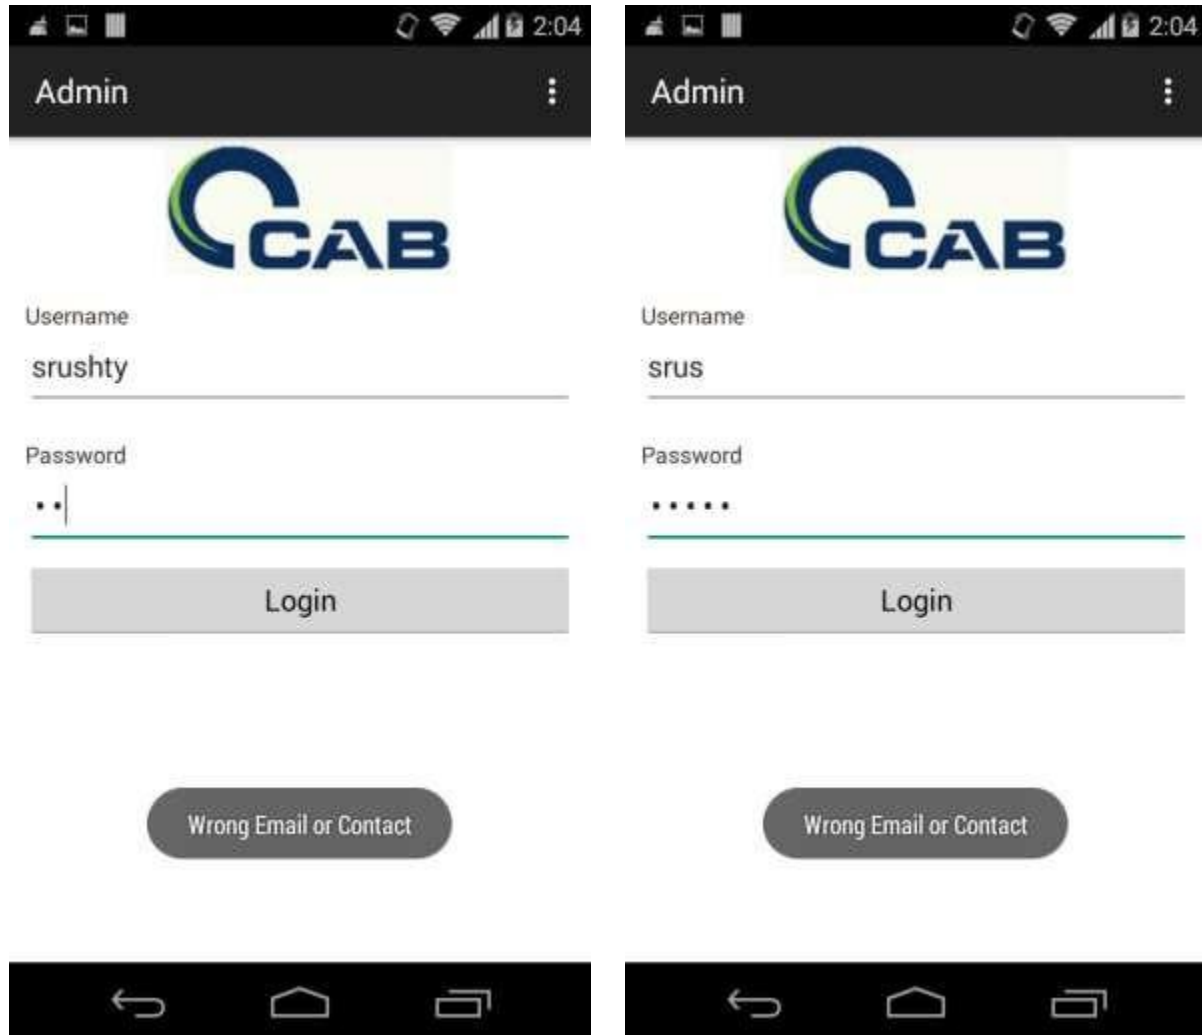 2:04
Admin
CAB
Username
srushty
Password
••
Login
Wrong Email or Contact
2:04
Admin
CAB
Username
srus
Password
•••••
Login
Wrong Email or Contact